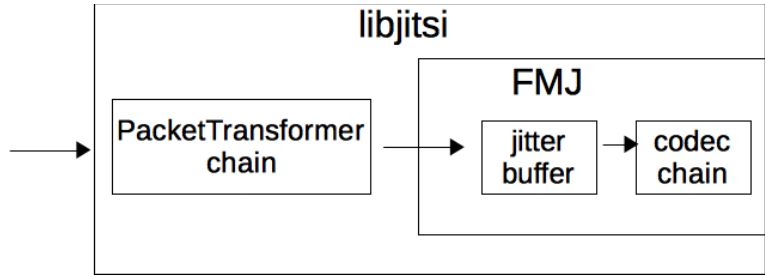 libjitsi
FMJ
PacketTransformer
chain
jitter
buffer
codec
chain